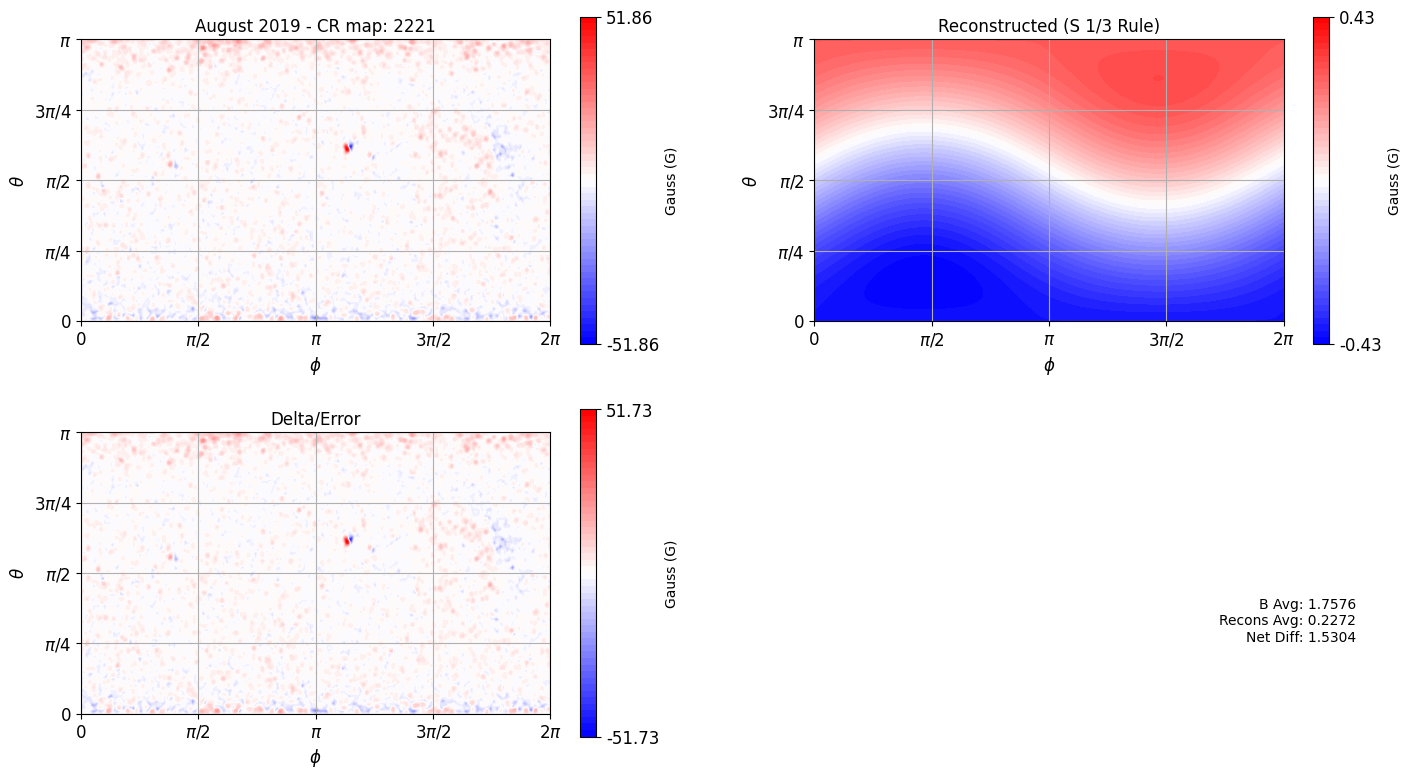 August 2019 - CR map: 2221
π
3π/4
π/2
π/4
0
θ
0
π/2
π
3π/2
2π
ϕ
51.86
-51.86
Gauss (G)
Reconstructed (S 1/3 Rule)
π
3π/4
π/2
π/4
0
θ
0
π/2
π
3π/2
2π
ϕ
0.43
-0.43
Gauss (G)
Delta/Error
π
3π/4
π/2
π/4
0
θ
0
π/2
π
3π/2
2π
ϕ
51.73
-51.73
Gauss (G)
B Avg: 1.7576
Recons Avg: 0.2272
Net Diff: 1.5304